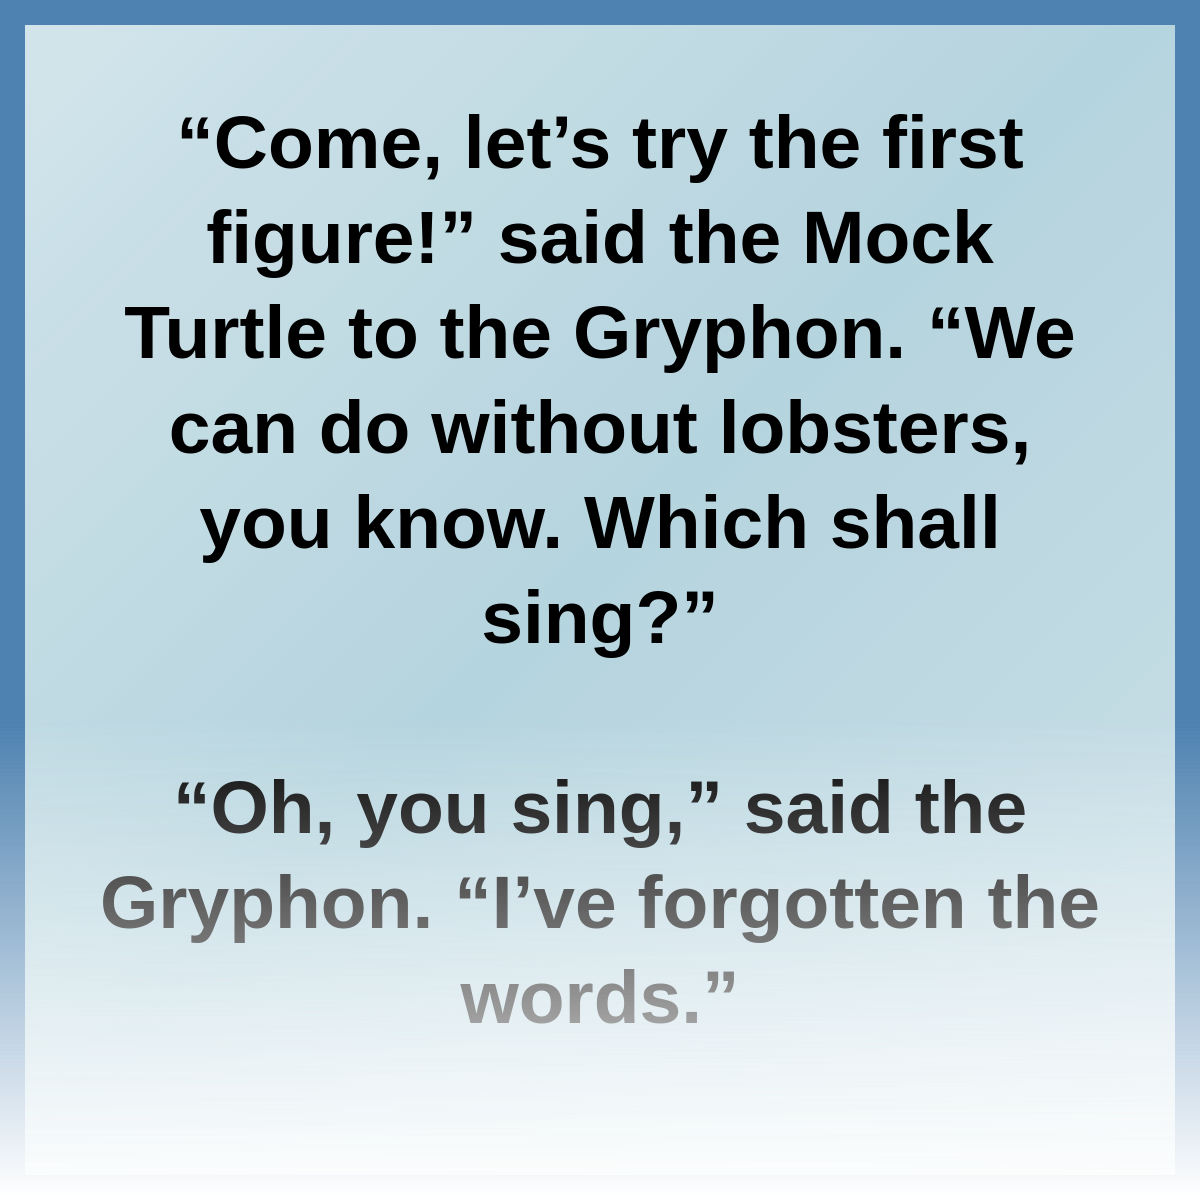 “Come, let’s try the first
figure!” said the Mock
Turtle to the Gryphon. “We
can do without lobsters,
you know. Which shall
sing?”
“Oh, you sing,” said the
Gryphon. “I’ve forgotten the
words.”